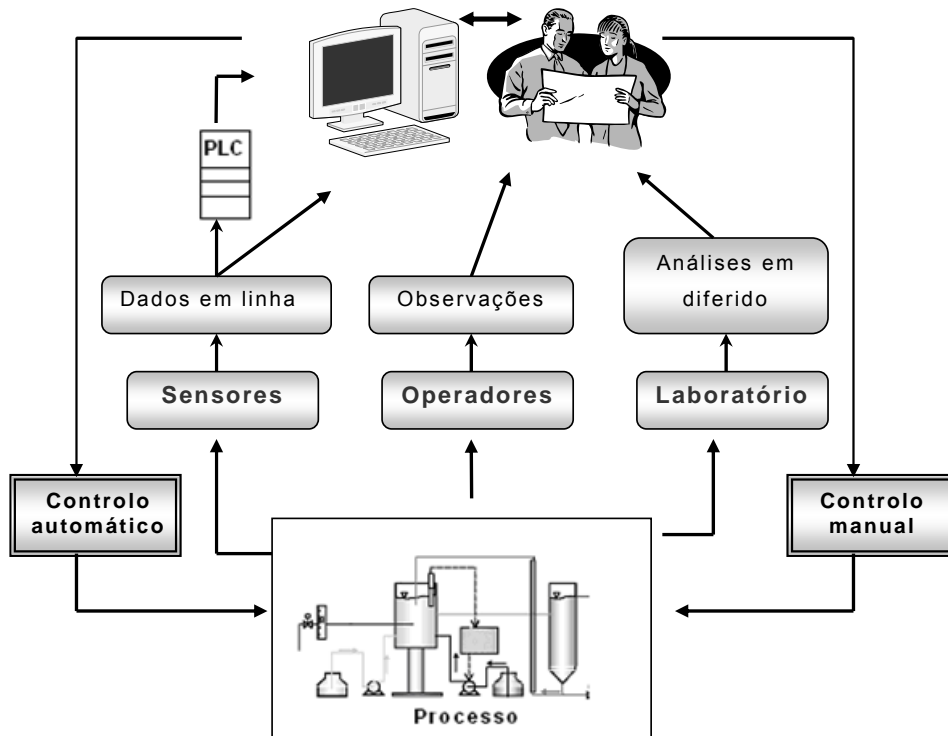 PLC
Dados em linha
Observações
Análises em
diferido
Sensores
Operadores
Laboratório
Controlo
automático
Controlo
manual
Processo